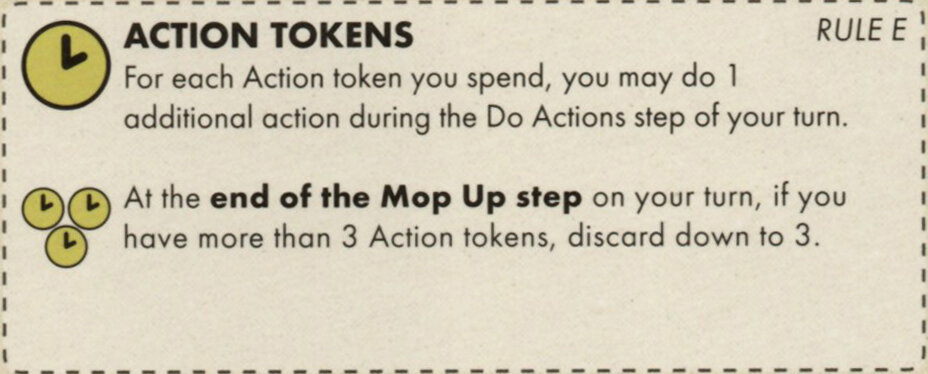 ACTION TOKENS
RULE E
For each Action token you spend, you may do 1
additional action during the Do Actions step of your turn.
At the end of the Mop Up step on your turn, if you
have more than 3 Action tokens, discard down to 3.